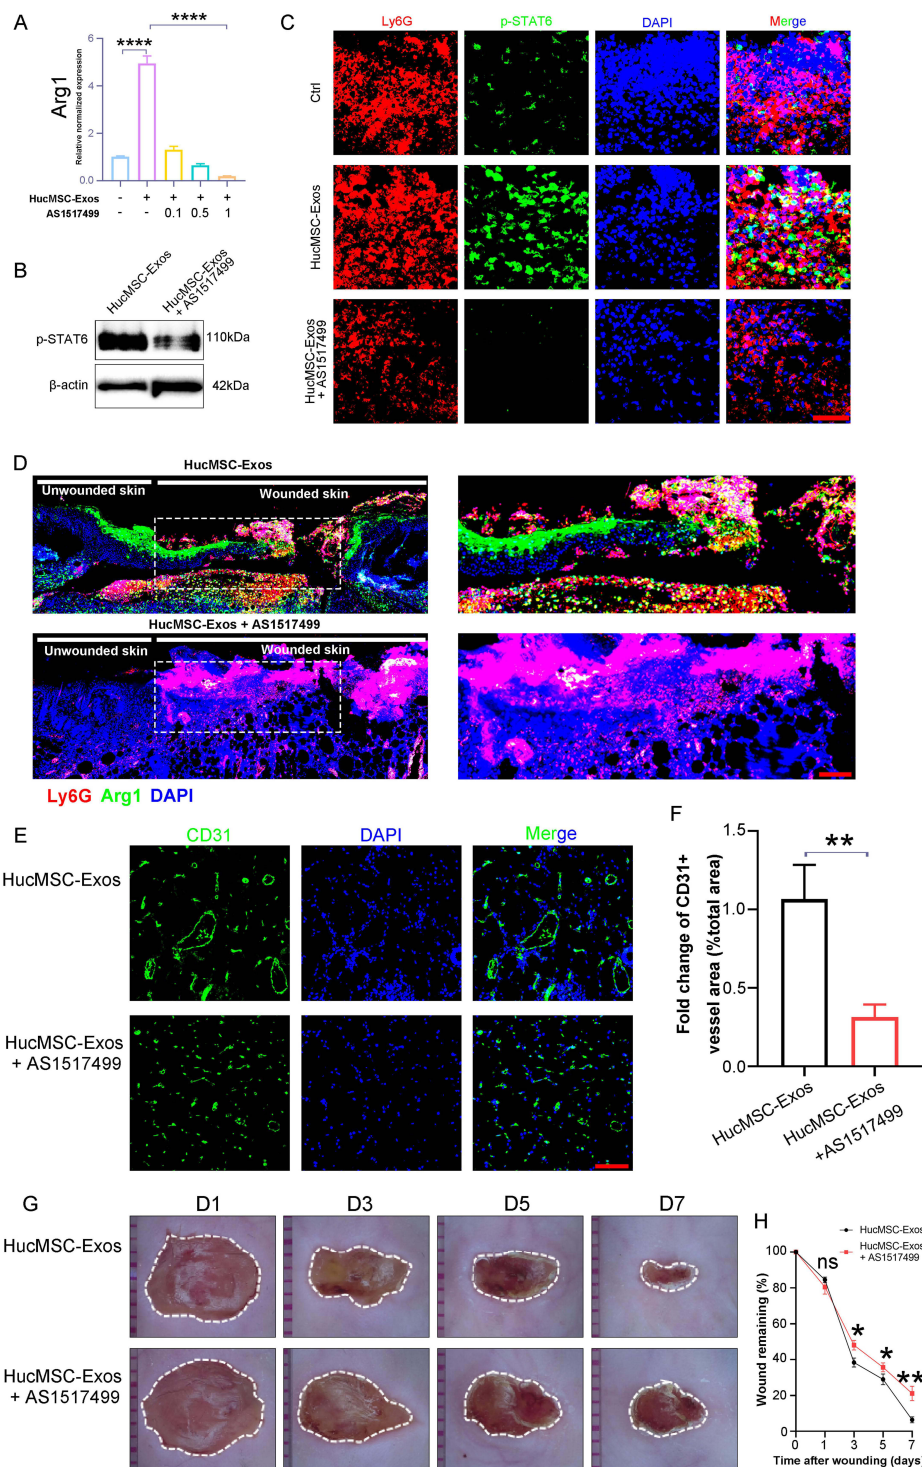 A
****
****
6
4
2
0.0
Arg1
Relative normalized expression
HucMSC-Exos - + + + +
AS1517499 - - 0.1 0.5 1
B
HucMSC-Exos
HucMSC-Exos
+ AS1517499
p-STAT6
110kDa
β-actin
42kDa
C
Ly6G
p-STAT6
DAPI
Merge
Ctrl
HucMSC-Exos
HucMSC-Exos
+ AS1517499
D
HucMSC-Exos
Unwounded skin
Wounded skin
HucMSC-Exos + AS1517499
Unwounded skin
Wounded skin
Ly6G Arg1 DAPI
E
CD31
DAPI
Merge
HucMSC-Exos
HucMSC-Exos
+ AS1517499
F
Fold change of CD31+
vessel area (%total area)
1.5
1.0
0.5
0.0
**
HucMSC-Exos
HucMSC-Exos
+AS1517499
G
D1
D3
D5
D7
HucMSC-Exos
HucMSC-Exos
+ AS1517499
H
HucMSC-Exos
HucMSC-Exos
+ AS1517499
Wound remaining (%)
100
80
60
40
20
0
ns
*
*
**
0 1 3 5 7
Time after wounding (days